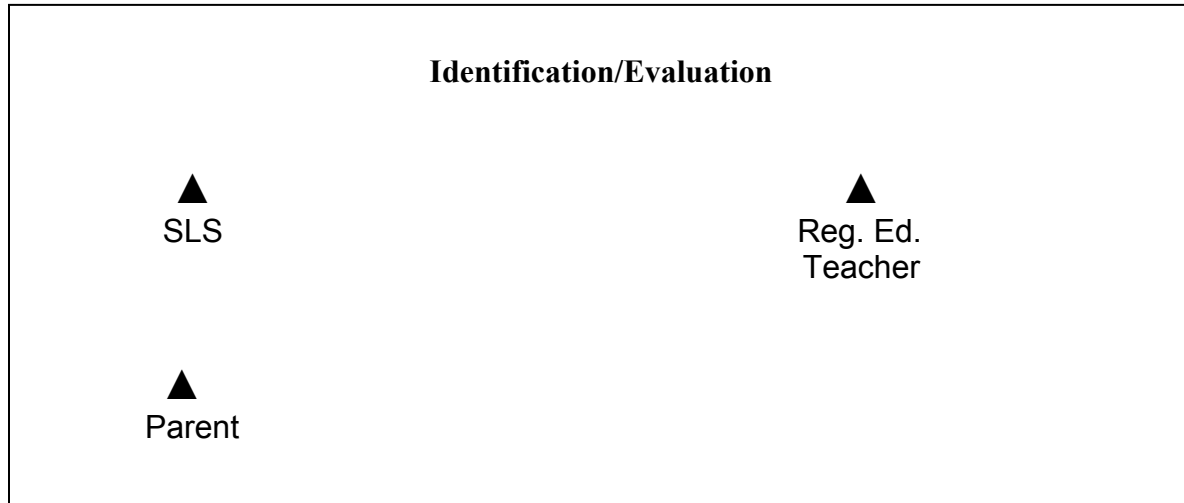 Identification/Evaluation
SLS
Reg. Ed.
Teacher
Parent